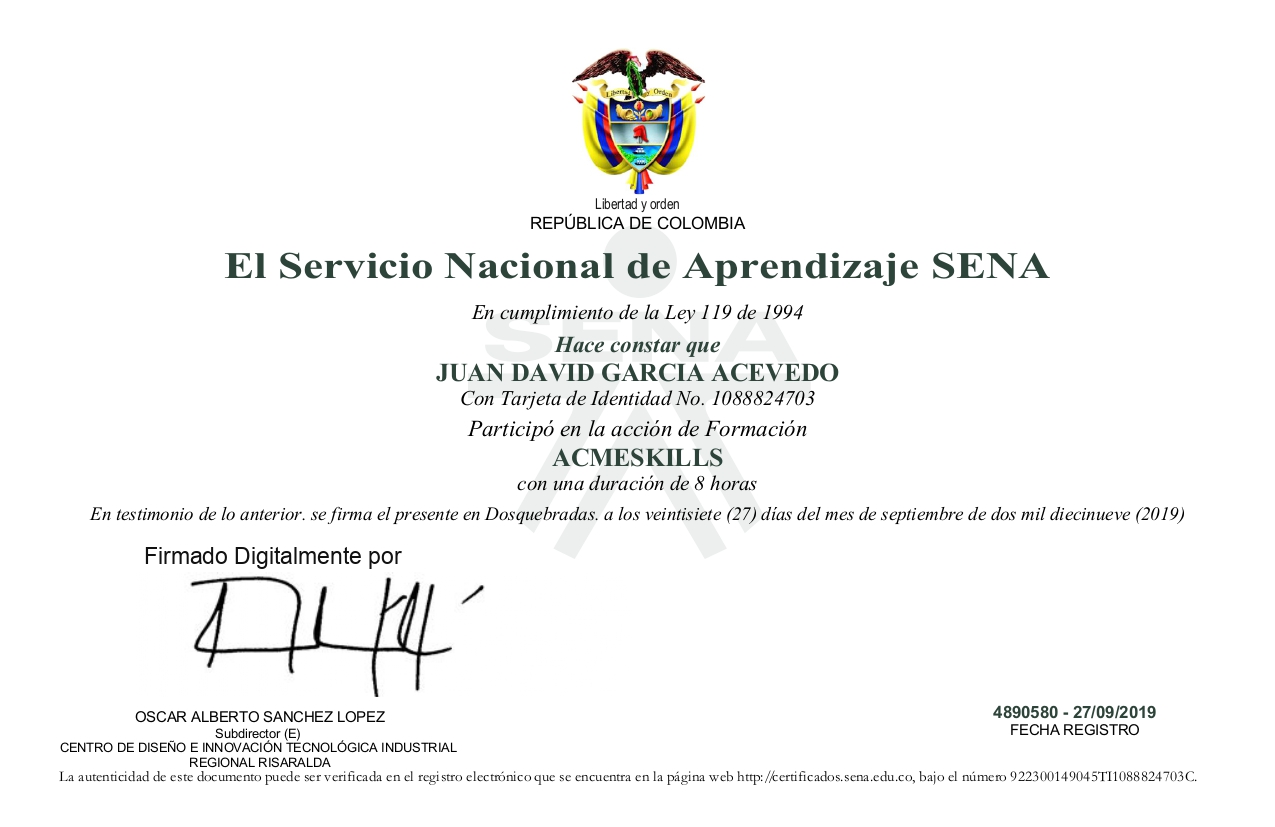 Libertad y Orden
Libertad y orden
REPÚBLICA DE COLOMBIA
El Servicio Nacional de Aprendizaje SENA
En cumplimiento de la Ley 119 de 1994
SENA
Hace constar que
JUAN DAVID GARCIA ACEVEDO
Con Tarjeta de Identidad No. 1088824703
Participó en la acción de Formación
ACMESKILLS
con una duración de 8 horas
En testimonio de lo anterior. se firma el presente en Dosquebradas. a los veintisiete (27) días del mes de septiembre de dos mil diecinueve (2019)
Firmado Digitalmente por
OSCAR ALBERTO SANCHEZ LOPEZ
Subdirector (E)
CENTRO DE DISEÑO E INNOVACIÓN TECNOLÓGICA INDUSTRIAL
REGIONAL RISARALDA
4890580 - 27/09/2019
FECHA REGISTRO
La autenticidad de este documento puede ser verificada en el registro electrónico que se encuentra en la página web http://certificados.sena.edu.co, bajo el número 922300149045TI1088824703C.